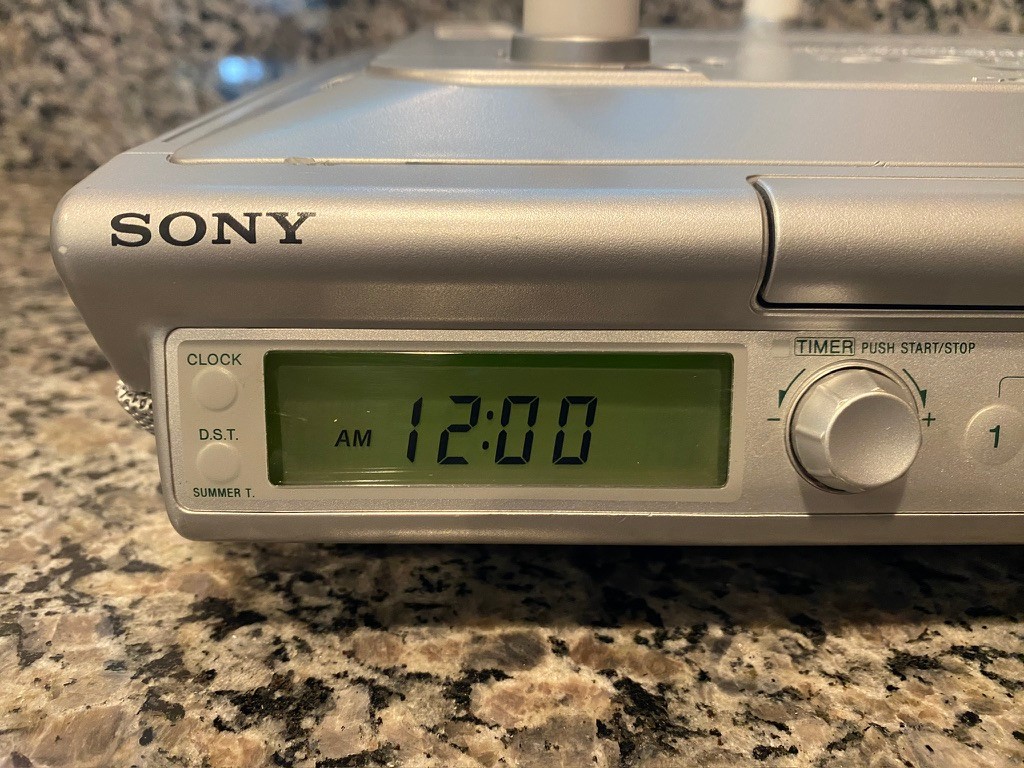 SONY
CLOCK
D.S.T.
SUMMER T.
AM 12:00
TIMER PUSH START/STOP
- +
1